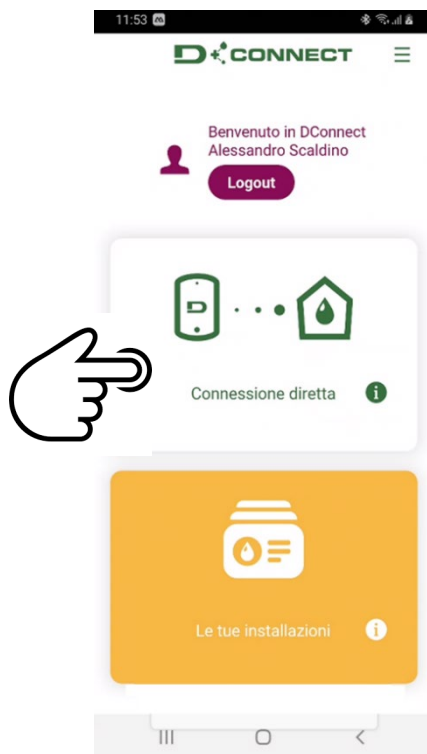 11:53
D CONNECT
Benvenuto in DConnect
Alessandro Scaldino
Logout
D
Connessione diretta i
Le tue installazioni i